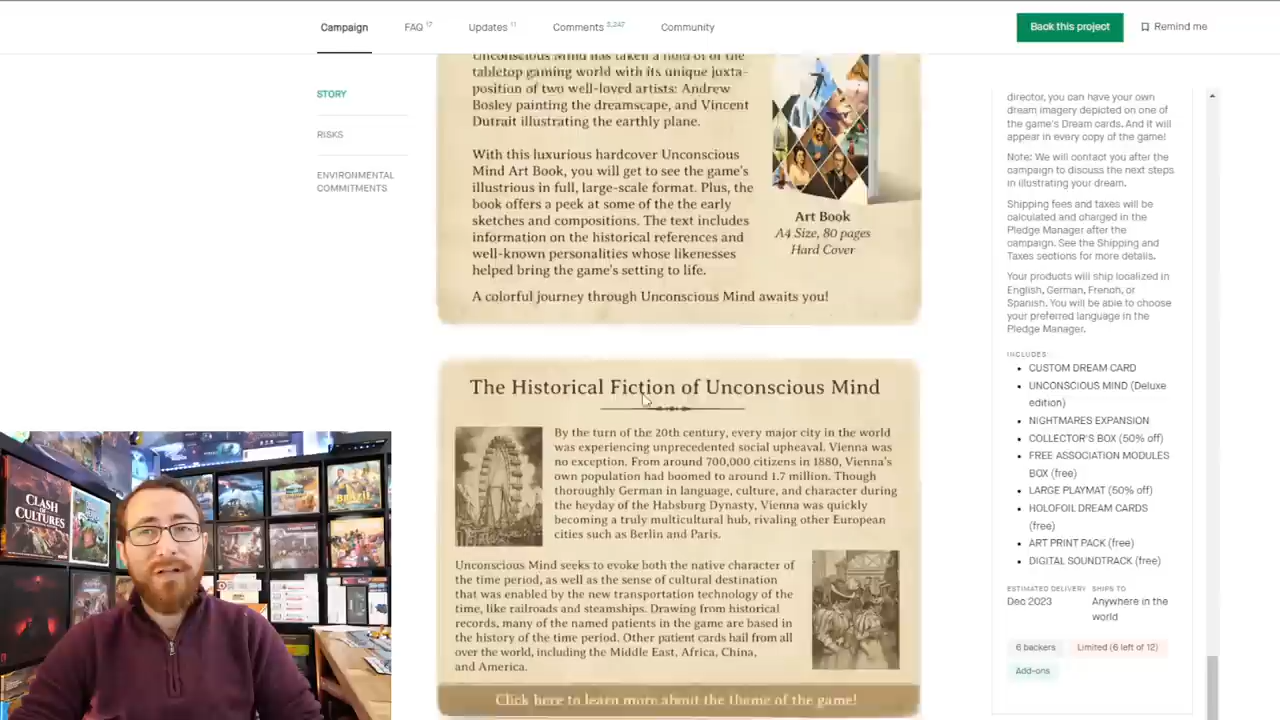 Campaign
FAQ 17
Updates 11
Comments 3,247
Community
Back this project
Remind me
STORY
RISKS
ENVIRONMENTAL
COMMITMENTS
Unconscious Mind has taken a hold of of the
tabletop gaming world with its unique juxta-
position of two well-loved artists: Andrew
Bosley painting the dreamscape, and Vincent
Dutrait illustrating the earthly plane.
With this luxurious hardcover Unconscious
Mind Art Book, you will get to see the game's
illustrious in full, large-scale format. Plus, the
book offers a peek at some of the the early
sketches and compositions. The text includes
information on the historical references and
well-known personalities whose likenesses
helped bring the game's setting to life.
A colorful journey through Unconscious Mind awaits you!
Art Book
A4 Size, 80 pages
Hard Cover
The Historical Fiction of Unconscious Mind
By the turn of the 20th century, every major city in the world
was experiencing unprecedented social upheaval. Vienna was
no exception. From around 700,000 citizens in 1880, Vienna's
own population had boomed to around 1.7 million. Though
thoroughly German in language, culture, and character during
the heyday of the Habsburg Dynasty, Vienna was quickly
becoming a truly multicultural hub, rivaling other European
cities such as Berlin and Paris.
Unconscious Mind seeks to evoke both the native character of
the time period, as well as the sense of cultural destination
that was enabled by the new transportation technology of the
time, like railroads and steamships. Drawing from historical
records, many of the named patients in the game are based in
the history of the time period. Other patient cards hail from all
over the world, including the Middle East, Africa, China,
and America.
Click here to learn more about the theme of the game!
director, you can have your own
dream imagery depicted on one of
the game's Dream cards. And it will
appear in every copy of the game!
Note: We will contact you after the
campaign to discuss the next steps
in illustrating your dream.
Shipping fees and taxes will be
calculated and charged in the
Pledge Manager after the
campaign. See the Shipping and
Taxes sections for more details.
Your products will ship localized in
English, German, French, or
Spanish. You will be able to choose
your preferred language in the
Pledge Manager.
INCLUDES:
CUSTOM DREAM CARD
UNCONSCIOUS MIND (Deluxe
edition)
NIGHTMARES EXPANSION
COLLECTOR'S BOX (50% off)
FREE ASSOCIATION MODULES
BOX (free)
LARGE PLAYMAT (50% off)
HOLOFOIL DREAM CARDS
(free)
ART PRINT PACK (free)
DIGITAL SOUNDTRACK (free)
ESTIMATED DELIVERY
Dec 2023
SHIPS TO
Anywhere in the
world
6 backers
Limited (6 left of 12)
Add-ons
CLASH
OF
CULTURES
BRAZIL